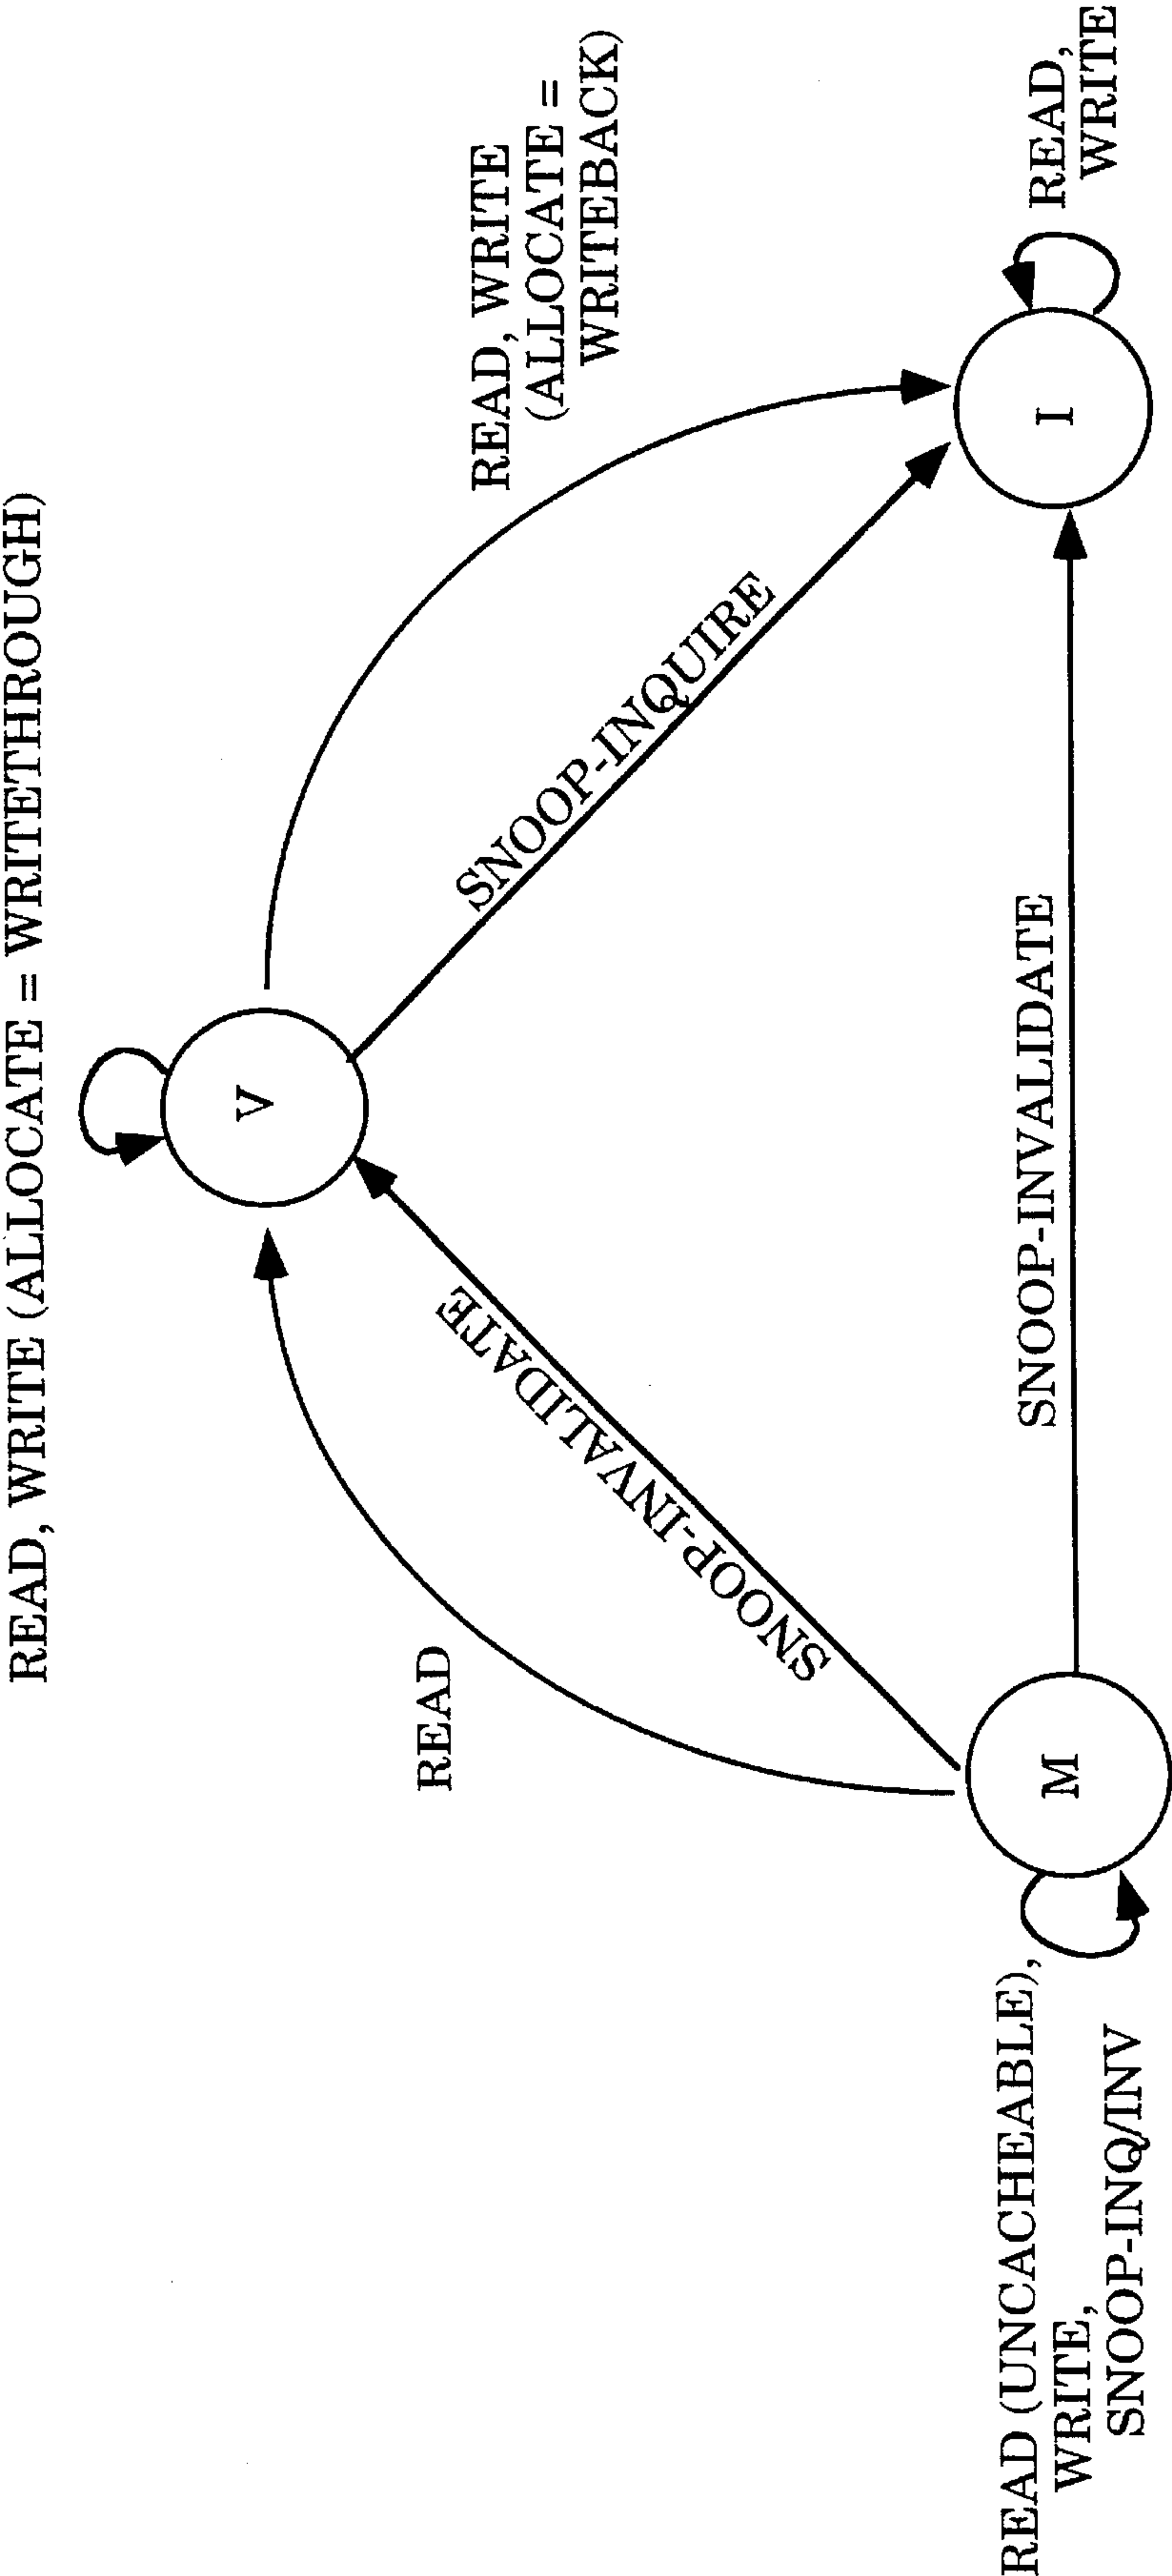 READ, WRITE (ALLOCATE = WRITETHROUGH)
V
READ
READ, WRITE
(ALLOCATE =
WRITEBACK)
SNOOP-INVALIDATE
SNOOP-INQUIRE
SNOOP-INVALIDATE
M
I
READ (UNCACHEABLE),
WRITE,
SNOOP-INQ/INV
READ,
WRITE